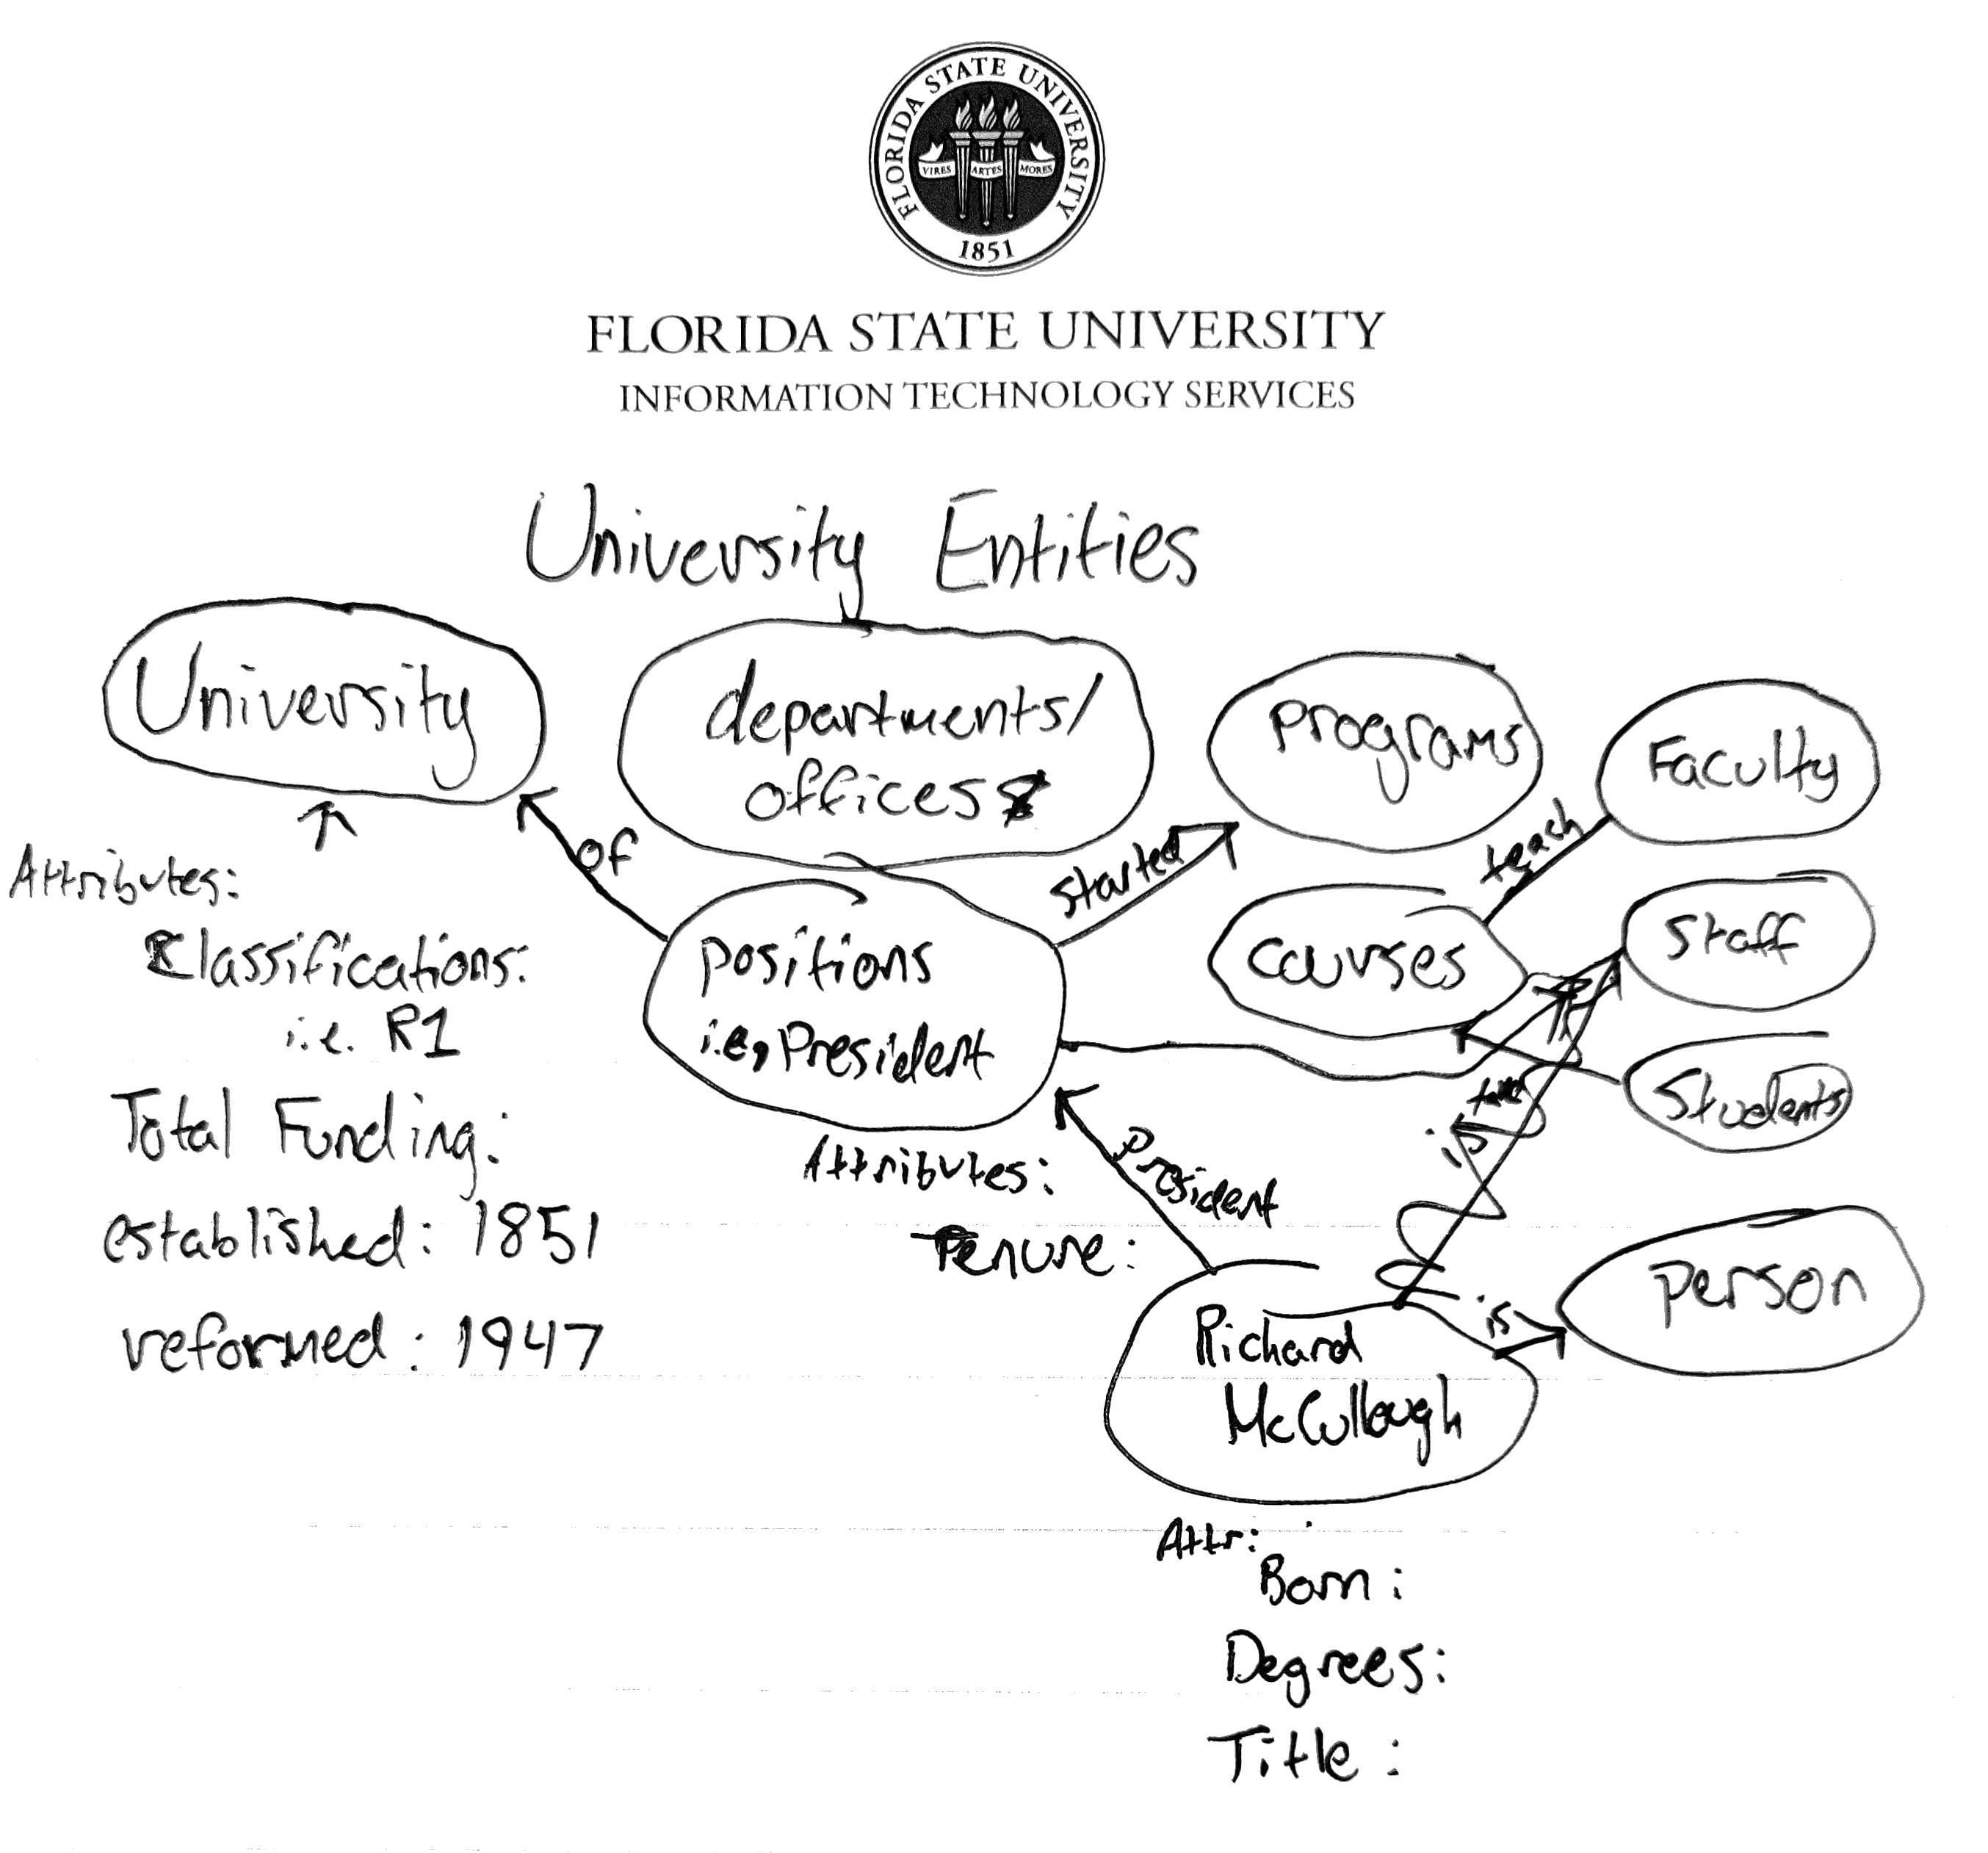 FLORIDA STATE UNIVERSITY
VIRES ARTES MORES
1851
FLORIDA STATE UNIVERSITY
INFORMATION TECHNOLOGY SERVICES
University Entities
University
departments/
offices
programs
Faculty
teach
of
started
Attributes:
Classifications:
i.e. R1
positions
i.e, President
courses
staff
Students
Total Funding:
Attributes:
President
Tenure:
established: 1851
reformed: 1947
is
is
person
Richard
McCullough
Attr:
Born:
Degrees:
Title: